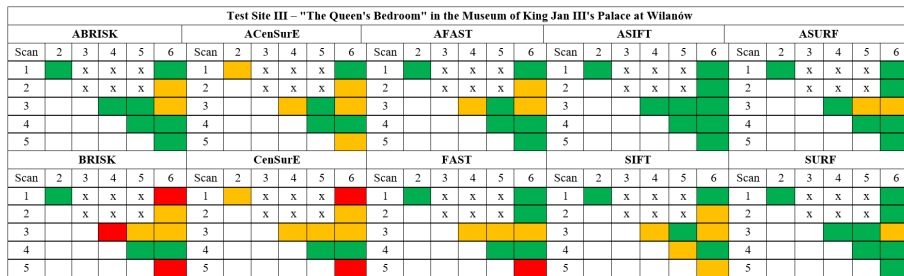 Test Site III – "The Queen's Bedroom" in the Museum of King Jan III's Palace at Wilanów
ABRISK ACenSurE AFAST ASIFT ASURF
Scan 2 3 4 5 6 Scan 2 3 4 5 6 Scan 2 3 4 5 6 Scan 2 3 4 5 6 Scan 2 3 4 5 6
1 x x x 1 x x x 1 x x x 1 x x x 1 x x x
2 x x x 2 x x x 2 x x x 2 x x x 2 x x x
3 3 3 3 3
4 4 4 4 4
5 5 5 5 5
BRISK CenSurE FAST SIFT SURF
Scan 2 3 4 5 6 Scan 2 3 4 5 6 Scan 2 3 4 5 6 Scan 2 3 4 5 6 Scan 2 3 4 5 6
1 x x x 1 x x x 1 x x x 1 x x x 1 x x x
2 x x x 2 x x x 2 x x x 2 x x x 2 x x x
3 3 3 3 3
4 4 4 4 4
5 5 5 5 5